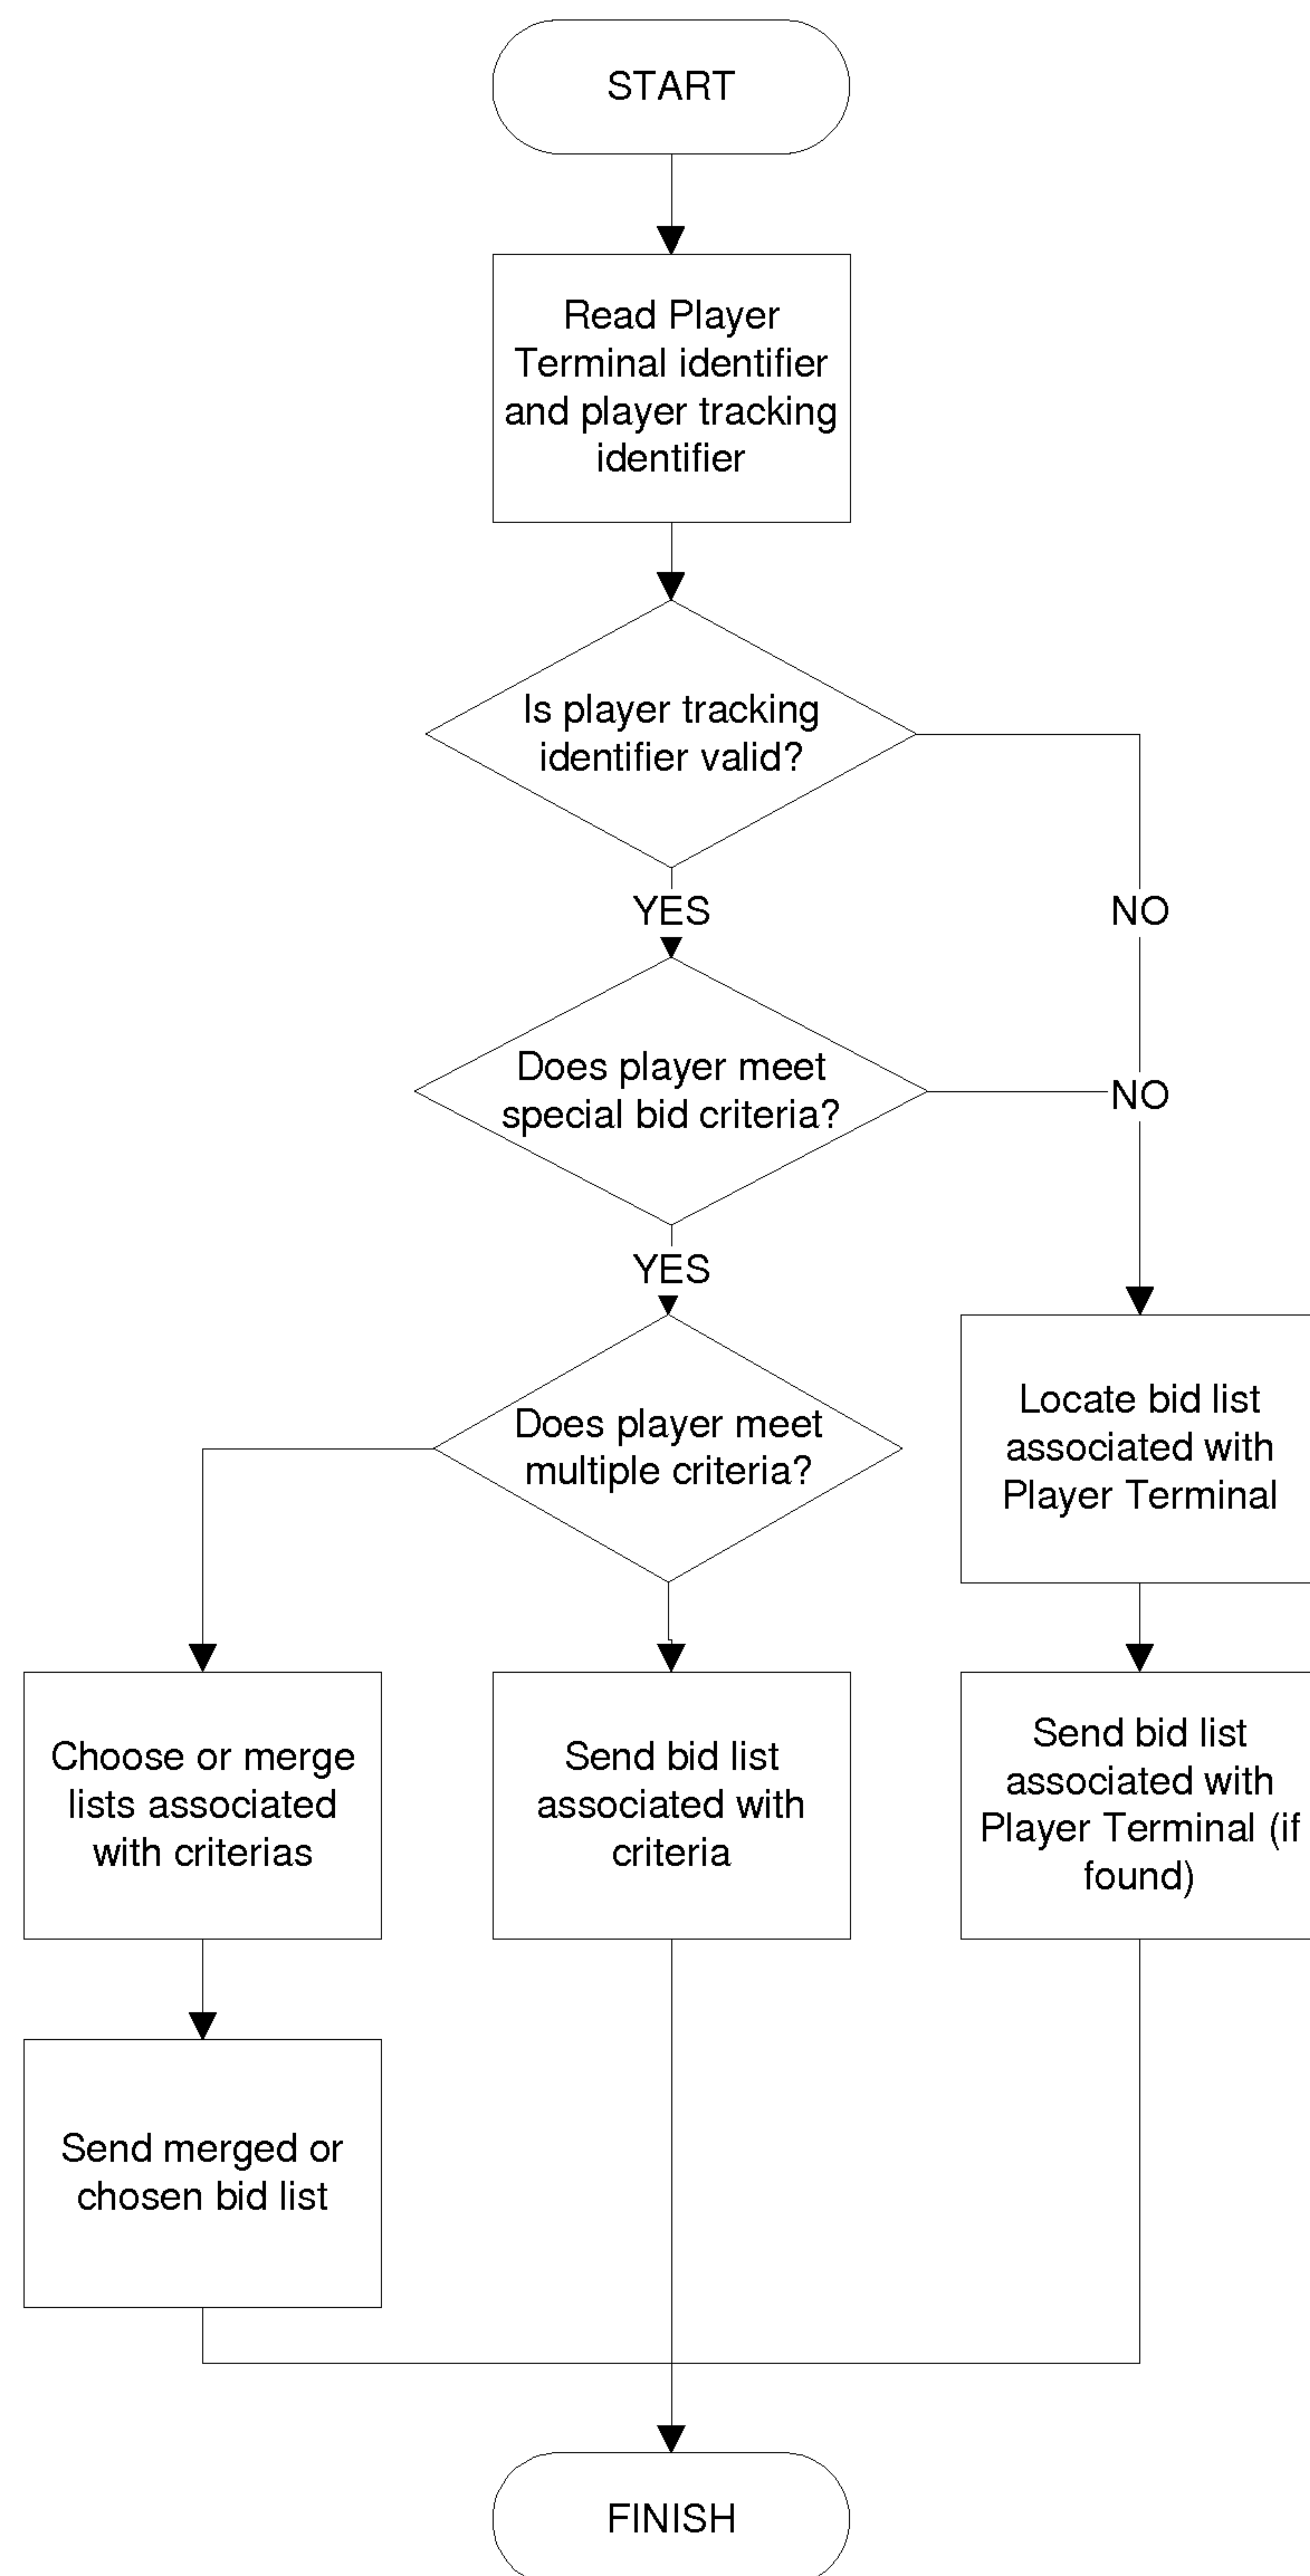 START
Read Player
Terminal identifier
and player tracking
identifier
Is player tracking
identifier valid?
YES
NO
Does player meet
special bid criteria?
NO
YES
Does player meet
multiple criteria?
Locate bid list
associated with
Player Terminal
Choose or merge
lists associated
with criterias
Send bid list
associated with
criteria
Send bid list
associated with
Player Terminal (if
found)
Send merged or
chosen bid list
FINISH